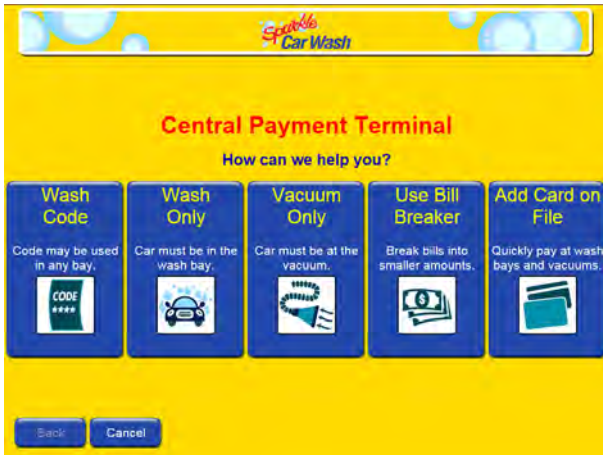 Sparkle
Car Wash
Central Payment Terminal
How can we help you?
Wash
Code
Code may be used
in any bay.
CODE
****
Wash
Only
Car must be in the
wash bay.
Vacuum
Only
Car must be at the
vacuum.
Use Bill
Breaker
Break bills into
smaller amounts.
Add Card on
File
Quickly pay at wash
bays and vacuums.
Back
Cancel